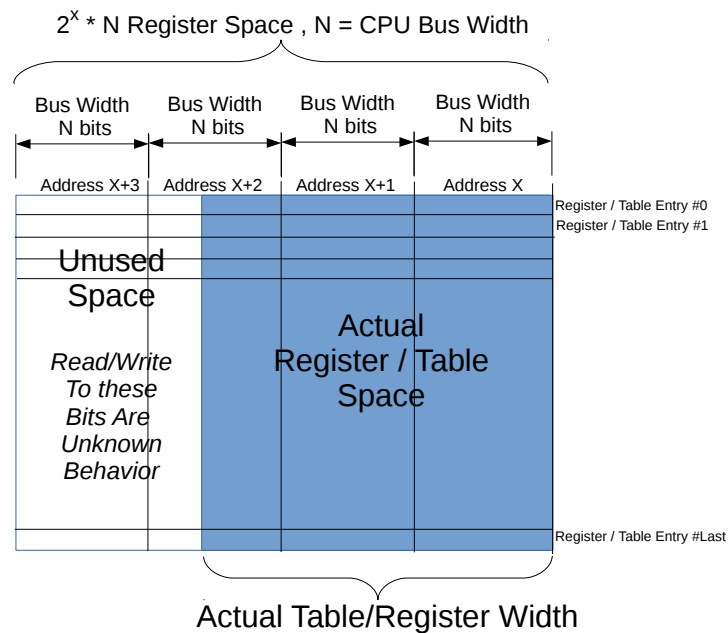 2^x * N Register Space , N = CPU Bus Width
Bus Width
N bits
Bus Width
N bits
Bus Width
N bits
Bus Width
N bits
Address X+3
Address X+2
Address X+1
Address X
Register / Table Entry #0
Register / Table Entry #1
Unused
Space
Actual
Register / Table
Space
Read/Write
To these
Bits Are
Unknown
Behavior
Register / Table Entry #Last
Actual Table/Register Width